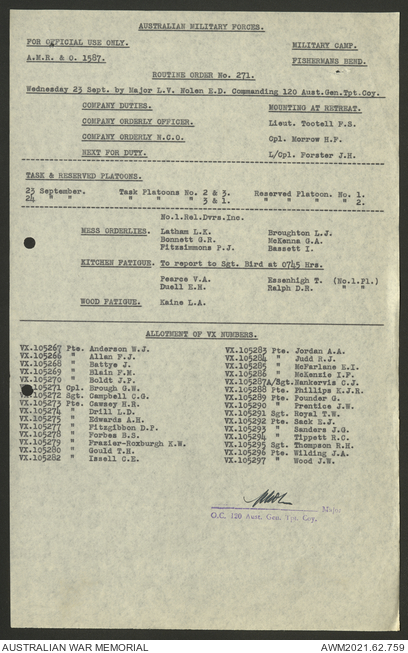 AUSTRALIAN MILITARY FORCES.
FOR OFFICIAL USE ONLY. MILITARY CAMP.
A.M.R. & O. 1587. FISHERMANS BEND.
ROUTINE ORDER No. 271.
Wednesday 23 Sept. by Major L.V. Nolen E.D. Commanding 120 Aust.Gen.Tpt.Coy.
COMPANY DUTIES. MOUNTING AT RETREAT.
COMPANY ORDERLY OFFICER. Lieut. Tootell F.S.
COMPANY ORDERLY N.C.O. Cpl. Morrow H.F.
NEXT FOR DUTY. L/Cpl. Forster J.H.
TASK & RESERVED PLATOONS.
23 September. Task Platoons No. 2 & 3. Reserved Platoon. No. 1.
24 " " " " " 3 & 1. " " " 2.
No.1.Rel.Dvrs.Inc.
MESS ORDERLIES. Latham L.K. Broughton L.J.
Bonnett G.R. McKenna G.A.
Fitzsimmons P.J. Bassett I.
KITCHEN FATIGUE. To report to Sgt. Bird at 0745 Hrs.
Pearce V.A. Essenhigh T. (No.1.Pl.)
Duell E.H. Ralph D.R. " "
WOOD FATIGUE. Kaine L.A.
ALLOTMENT OF VX NUMBERS.
VX.105267 Pte. Anderson W.J. VX.105283 Pte. Jordan A.A.
VX.105266 " Allan F.J. VX.105284 " Judd R.J.
VX.105268 " Battye J. VX.105285 " McFarlane E.I.
VX.105269 " Blain F.M. VX.105286 " McKenzie I.F.
VX.105270 " Boldt J.P. VX.105287A/Sgt.Nankervis C.J.
VX.105271 Cpl. Brough G.W. VX.105288 Pte. Phillips E.J.R.
VX.105272 Sgt. Campbell C.G. VX.105289 Pte. Pounder G.
VX.105273 Pte. Cawsey H.R. VX.105290 " Prentice J.W.
VX.105274 " Drill L.D. VX.105291 Sgt. Royal T.W.
VX.105275 " Edwards A.H. VX.105292 Pte. Sack E.J.
VX.105277 " Fitzgibbon D.P. VX.105293 " Sanders J.G.
VX.105278 " Forbes B.S. VX.105294 " Tippett R.C.
VX.105279 " Frazier-Roxburgh K.W. VX.105295 Sgt. Thompson R.H.
VX.105280 " Gould T.H. VX.105296 Pte. Wilding J.A.
VX.105282 " Issell C.E. VX.105297 " Wood J.W.
Major
O.C. 120 Aust. Gen. Tpt. Coy.
AUSTRALIAN WAR MEMORIAL AWM2021.62.759